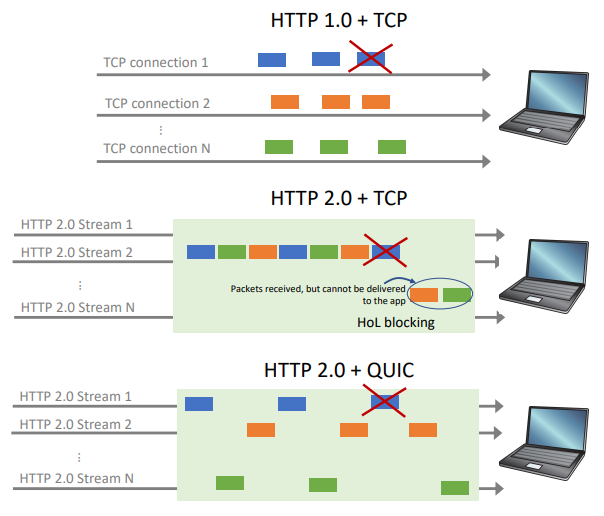 HTTP 1.0 + TCP
TCP connection 1
TCP connection 2
⋮
TCP connection N
HTTP 2.0 + TCP
HTTP 2.0 Stream 1
HTTP 2.0 Stream 2
⋮
Packets received, but cannot be delivered
to the app
HTTP 2.0 Stream N
HoL blocking
HTTP 2.0 + QUIC
HTTP 2.0 Stream 1
HTTP 2.0 Stream 2
⋮
HTTP 2.0 Stream N